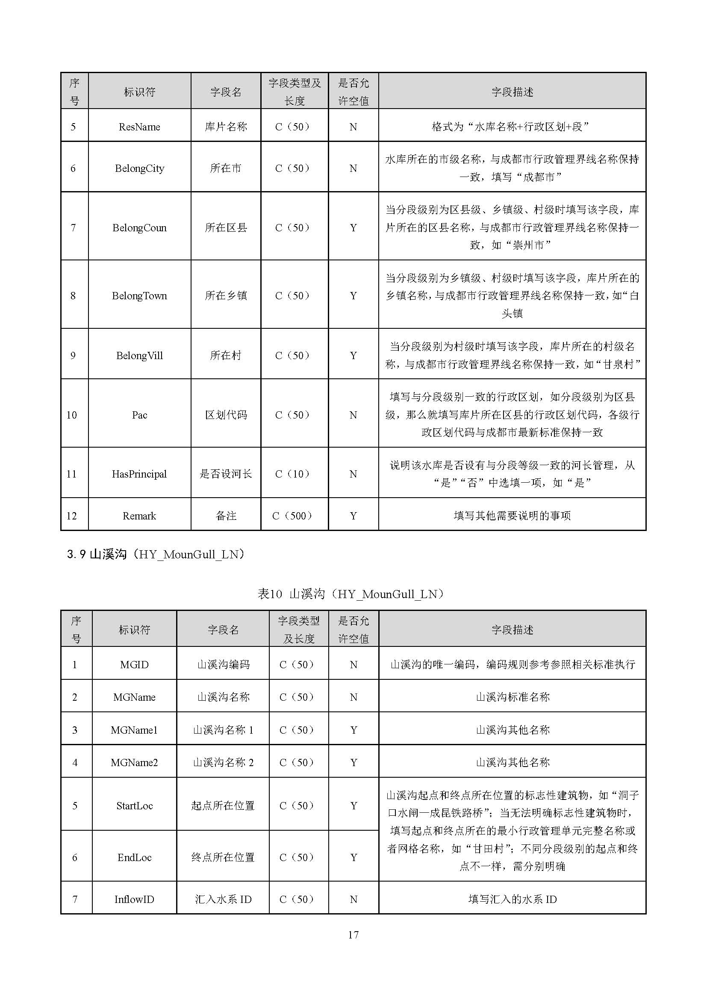 序号 标识符 字段名 字段类型及长度 是否允许空值 字段描述
5 ResName 库片名称 C（50） N 格式为“水库名称+行政区划+段”
6 BelongCity 所在市 C（50） N 水库所在的市级名称，与成都市行政管理界线名称保持
一致，填写“成都市”
7 BelongCoun 所在区县 C（50） Y 当分段级别为区县级、乡镇级、村级时填写该字段，库
片所在的区县名称，与成都市行政管理界线名称保持一
致，如“崇州市”
8 BelongTown 所在乡镇 C（50） Y 当分段级别为乡镇级、村级时填写该字段，库片所在的
乡镇名称，与成都市行政管理界线名称保持一致，如“白
头镇
9 BelongVill 所在村 C（50） Y 当分段级别为村级时填写该字段，库片所在的村级名
称，与成都市行政管理界线名称保持一致，如“甘泉村”
10 Pac 区划代码 C（50） N 填写与分段级别一致的行政区划，如分段级别为区县
级，那么就填写库片所在区县的行政区划代码，各级行
政区划代码与成都市最新标准保持一致
11 HasPrincipal 是否设河长 C（10） N 说明该水库是否设有与分段等级一致的河长管理，从
“是”“否”中选填一项，如“是”
12 Remark 备注 C（500） Y 填写其他需要说明的事项
3.9 山溪沟（HY_MounGull_LN）
表10 山溪沟（HY_MounGull_LN）
序号 标识符 字段名 字段类型及长度 是否允许空值 字段描述
1 MGID 山溪沟编码 C（50） N 山溪沟的唯一编码，编码规则参考参照相关标准执行
2 MGName 山溪沟名称 C（50） N 山溪沟标准名称
3 MGName1 山溪沟名称 1 C（50） Y 山溪沟其他名称
4 MGName2 山溪沟名称 2 C（50） Y 山溪沟其他名称
5 StartLoc 起点所在位置 C（50） Y 山溪沟起点和终点所在位置的标志性建筑物，如“洞子
口水闸—成昆铁路桥”；当无法明确标志性建筑物时，
填写起点和终点所在的最小行政管理单元完整名称或
者网格名称，如“甘田村”；不同分段级别的起点和终
点不一样，需分别明确
6 EndLoc 终点所在位置 C（50） Y
7 InflowID 汇入水系 ID C（50） N 填写汇入的水系 ID
17